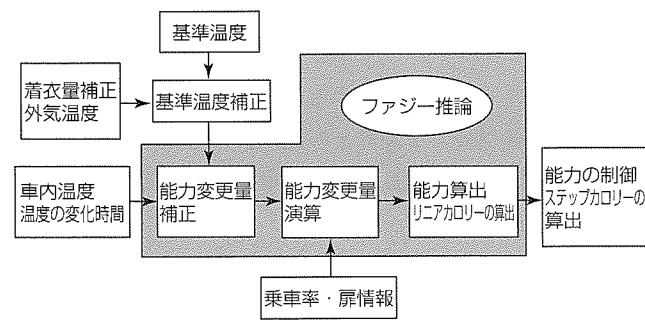 基準温度
着衣量補正
外気温度
基準温度補正
ファジー推論
車内温度
温度の変化時間
能力変更量
補正
能力変更量
演算
能力算出
リニアカロリーの算出
能力の制御
ステップカロリーの
算出
乗車率・扉情報